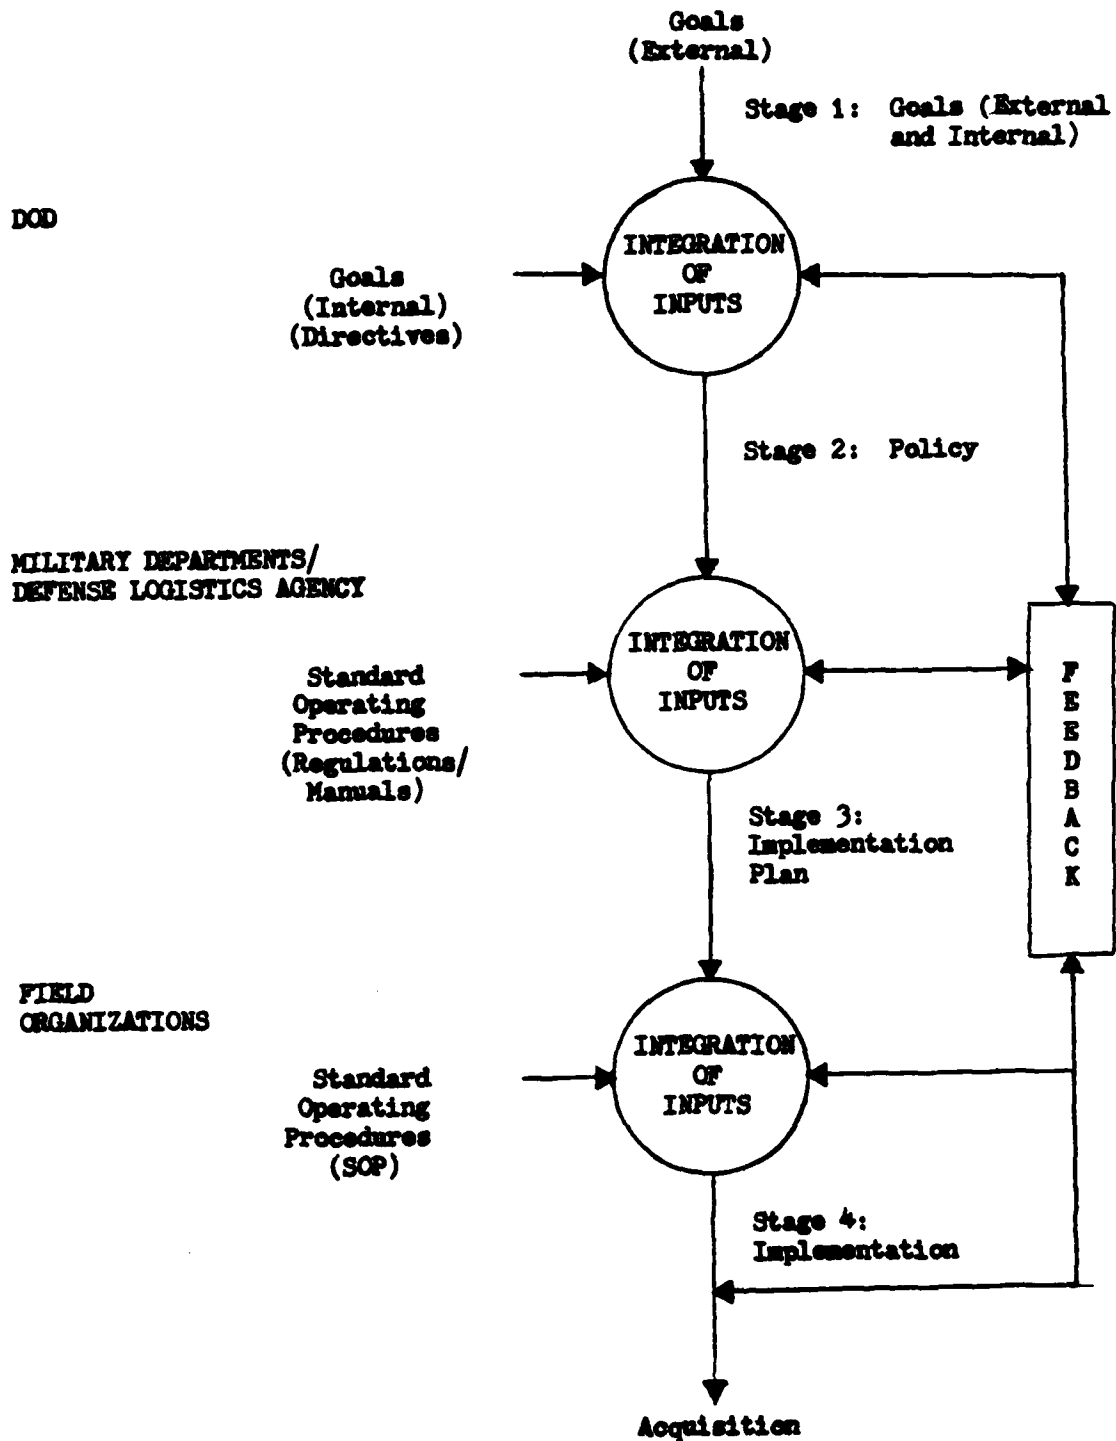 Goals
(External)
Stage 1: Goals (External
and Internal)
DOD
INTEGRATION
OF
INPUTS
Goals
(Internal)
(Directives)
Stage 2: Policy
MILITARY DEPARTMENTS/
DEFENSE LOGISTICS AGENCY
INTEGRATION
OF
INPUTS
Standard
Operating
Procedures
(Regulations/
Manuals)
FEEDBACK
Stage 3:
Implementation
Plan
FIELD
ORGANIZATIONS
INTEGRATION
OF
INPUTS
Standard
Operating
Procedures
(SOP)
Stage 4:
Implementation
Acquisition